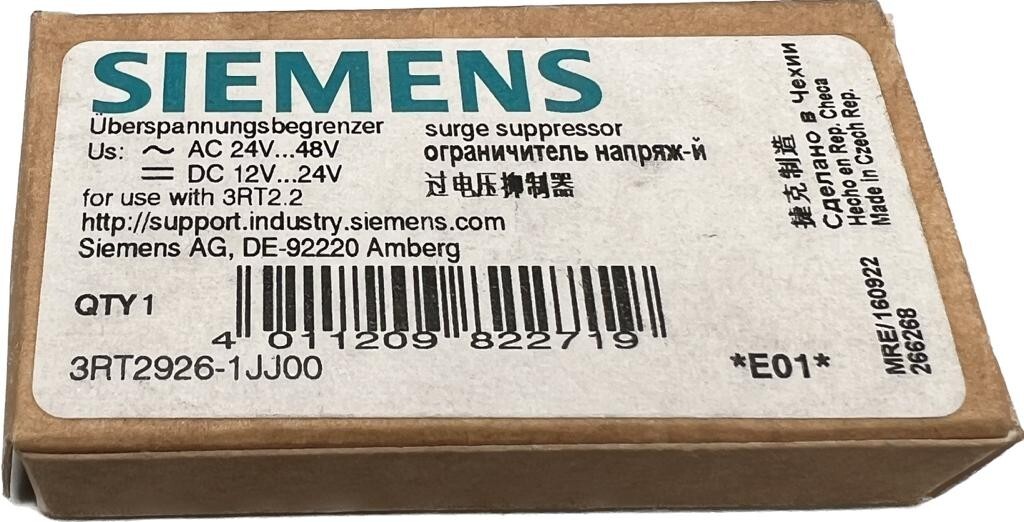 SIEMENS
Überspannungsbegrenzer
Us: ~ AC 24V...48V
DC 12V...24V
for use with 3RT2.2
http://support.industry.siemens.com
Siemens AG, DE-92220 Amberg
surge suppressor
ограничитель напряж-й
过电压抑制器
QTY 1
4 011209 822719
3RT2926-1JJ00
*E01*
捷克制造
Сделано в Чехии
Hecho en Rep. Checa
Made in Czech Rep.
MRE/160922
266268